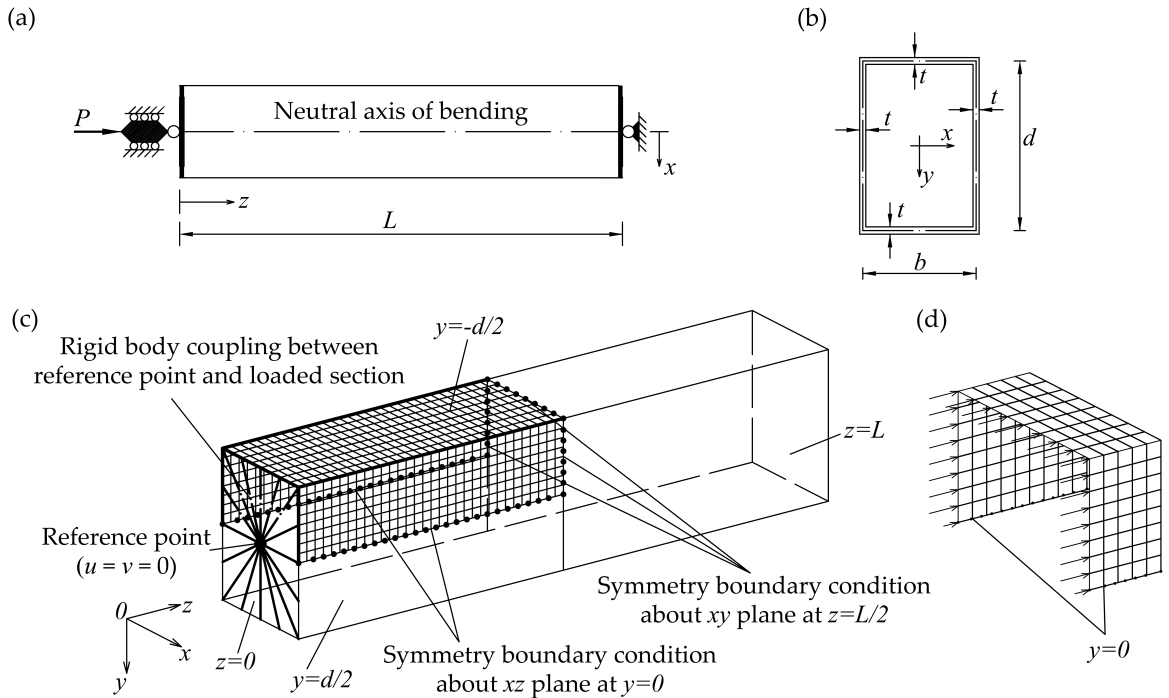 (a)
P
Neutral axis of bending
x
z
L
(b)
t
t
t
x
y
d
t
b
(c)
y=-d/2
Rigid body coupling between
reference point and loaded section
z=L
Reference point
(u = v = 0)
0
z
x
y
z=0
y=d/2
Symmetry boundary condition
about xz plane at y=0
Symmetry boundary condition
about xy plane at z=L/2
(d)
y=0